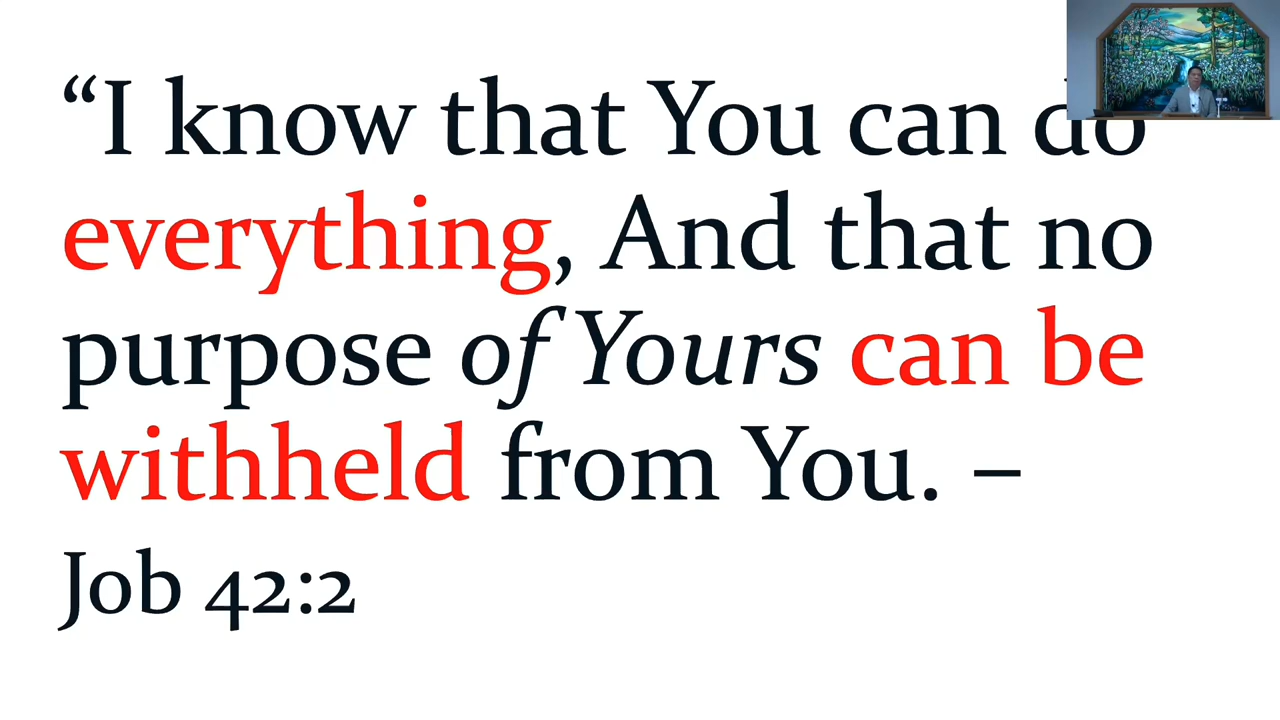 “I know that You can do
everything, And that no
purpose of Yours can be
withheld from You. –
Job 42:2